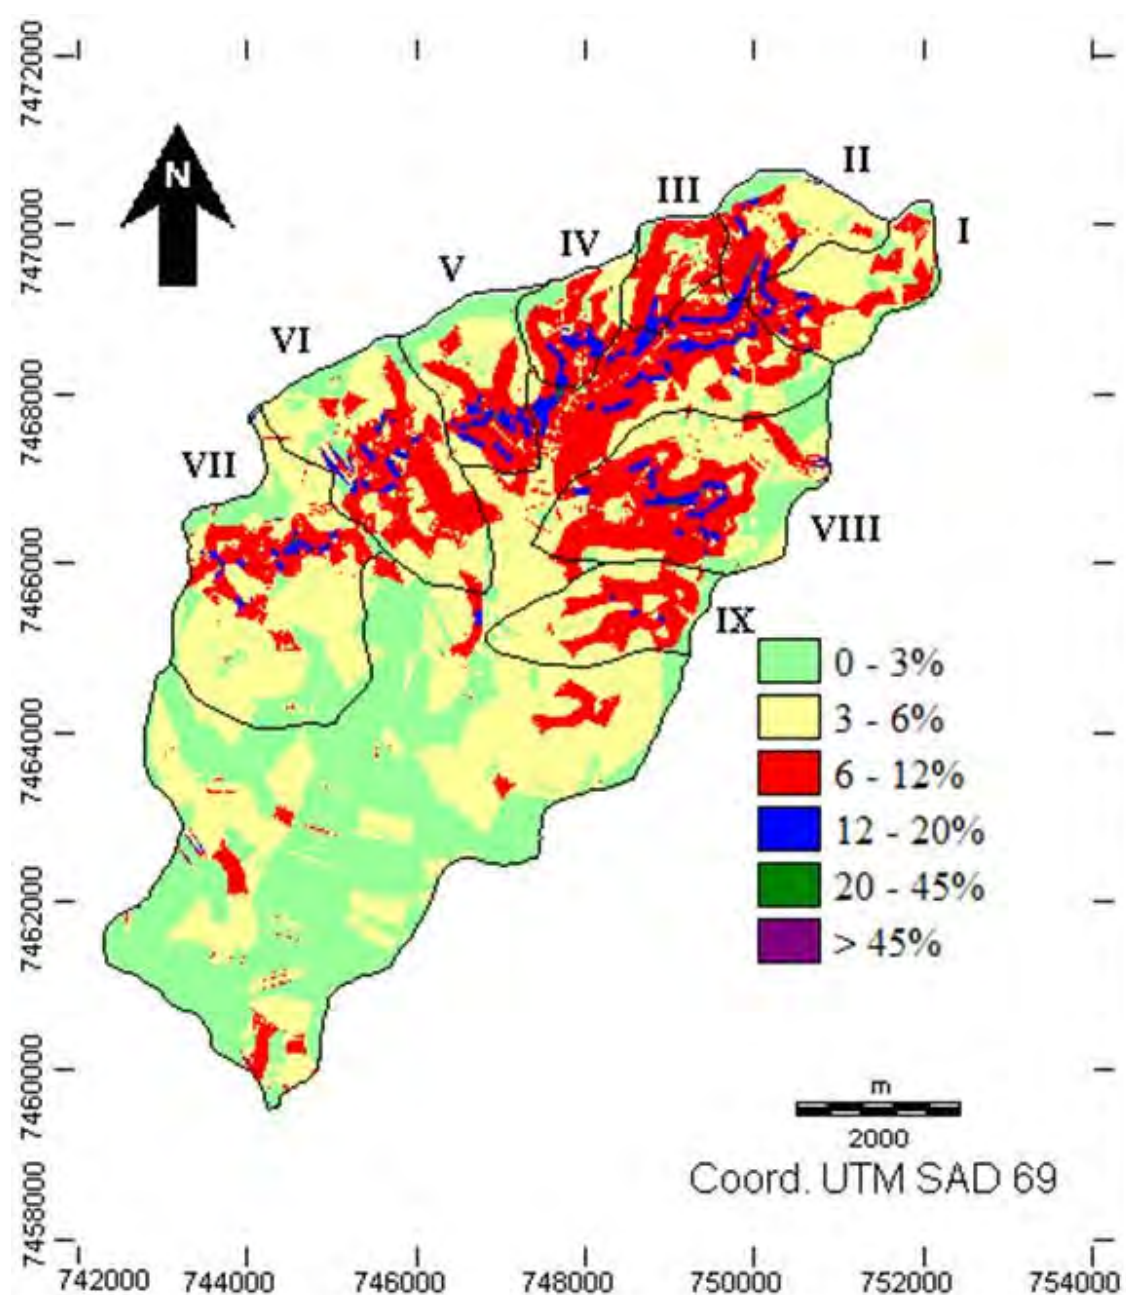 7472000
N
II
III
7470000
I
IV
V
VI
7468000
VII
VIII
7466000
IX
0 - 3%
3 - 6%
7464000
6 - 12%
12 - 20%
20 - 45%
7462000
> 45%
7460000
m
2000
Coord. UTM SAD 69
7458000
742000 744000 746000 748000 750000 752000 754000